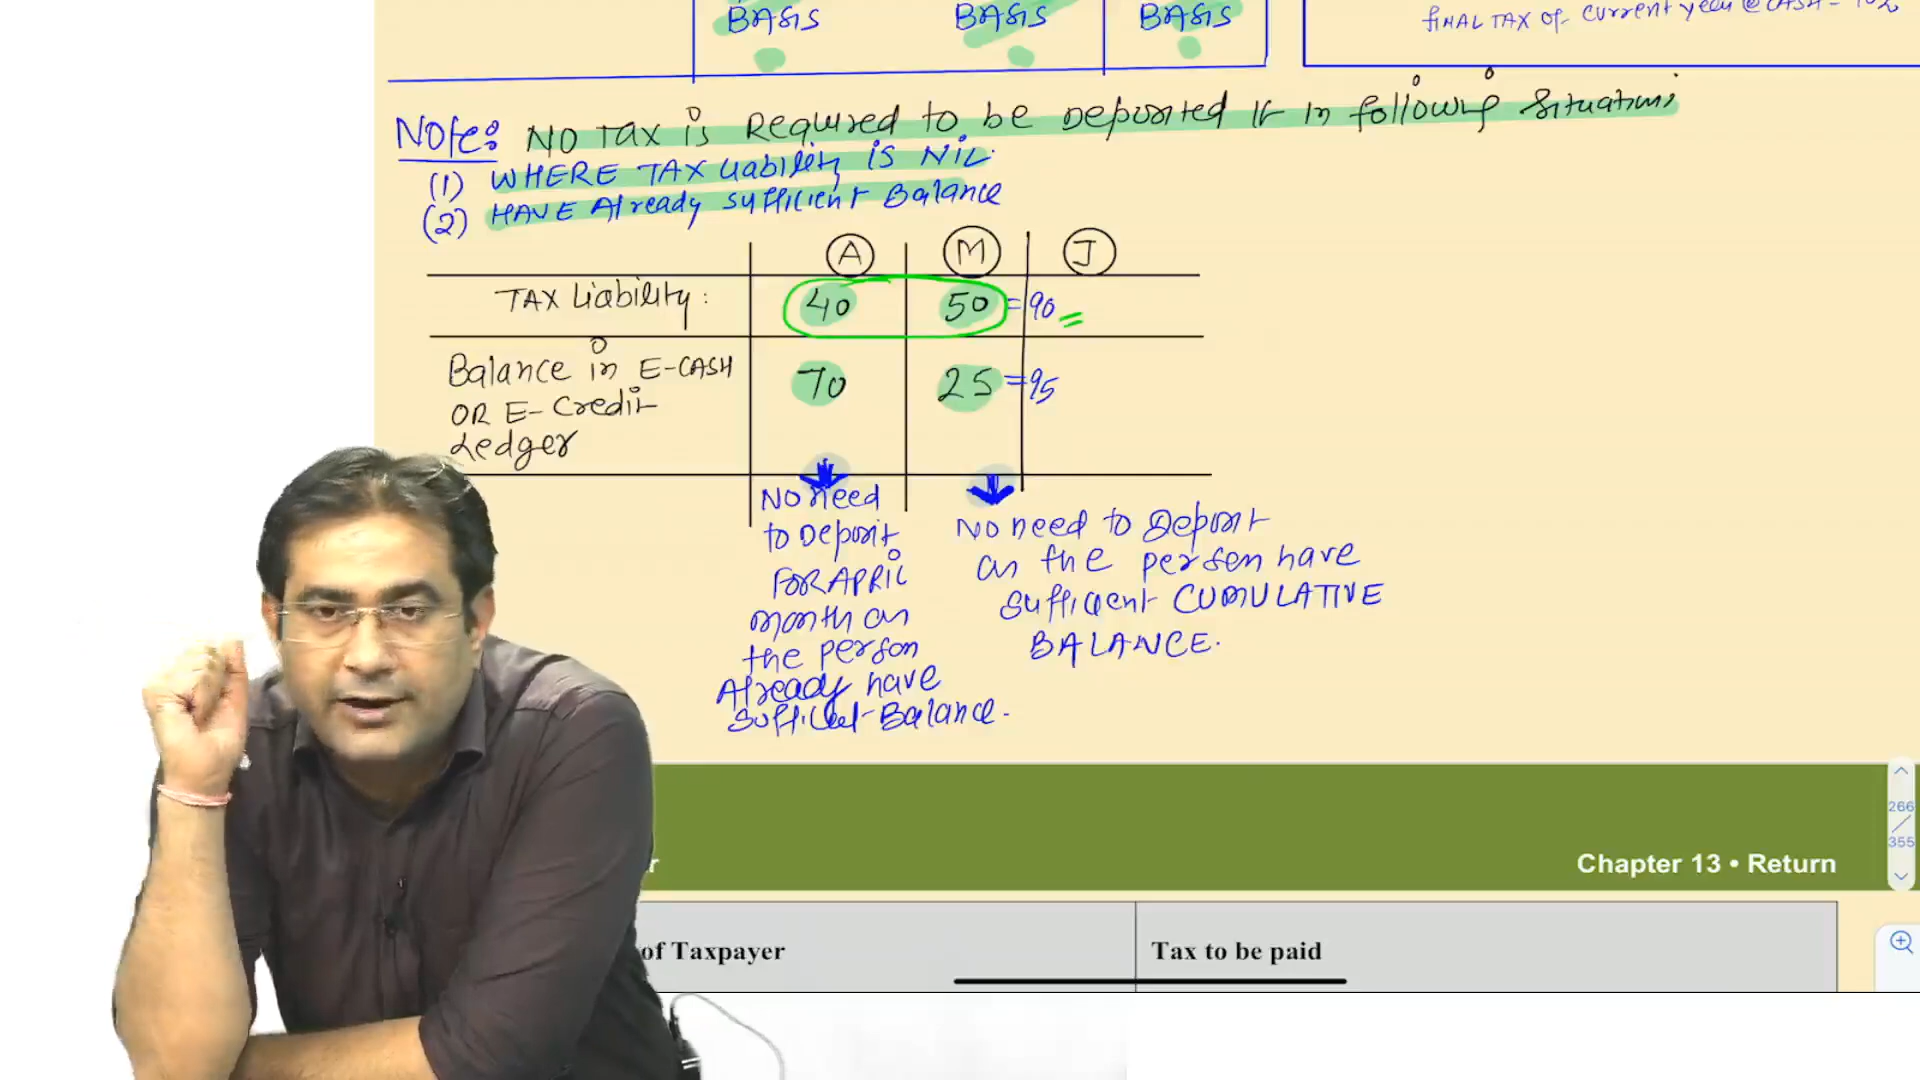 BASIS BASIS BASIS
FINAL TAX OF CURRENT year @ CASH - 
Note: NO TAX is Required to be Deposited if in following situations
(1) WHERE TAX Liability IS NIL.
(2) HAVE Already sufficient Balance
A M J
TAX Liability: 40 50 = 90
Balance in E-CASH 70 25 = 95
OR E-Credit
Ledger
No need
to Deposit
FOR APRIL
month as
the person
Already have
sufficient Balance.
No need to Deposit
as the person have
sufficient CUMULATIVE
BALANCE.
266
355
r
Chapter 13 • Return
of Taxpayer Tax to be paid